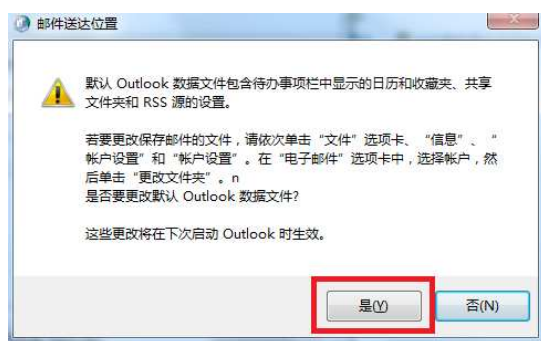 邮件送达位置
默认 Outlook 数据文件包含待办事项栏中显示的日历和收藏夹、共享
文件夹和 RSS 源的设置。
若要更改保存邮件的文件，请依次单击“文件”选项卡、“信息”、“
帐户设置”和“帐户设置”。在“电子邮件”选项卡中，选择帐户，然
后单击“更改文件夹”。n
是否要更改默认 Outlook 数据文件?
这些更改将在下次启动 Outlook 时生效。
是(Y) 否(N)